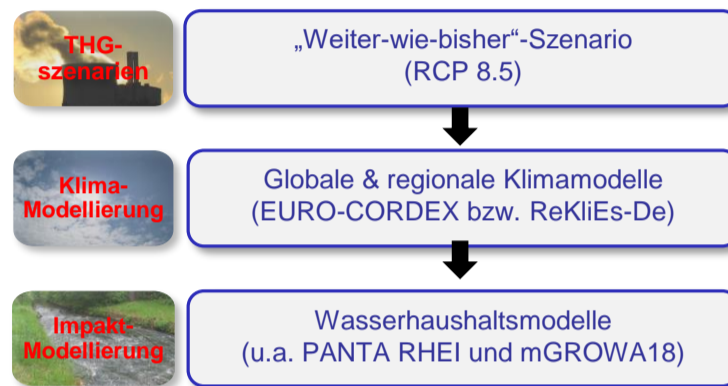 THG-
szenarien
„Weiter-wie-bisher“-Szenario
(RCP 8.5)
Klima-
Modellierung
Globale & regionale Klimamodelle
(EURO-CORDEX bzw. ReKliEs-De)
Impakt-
Modellierung
Wasserhaushaltsmodelle
(u.a. PANTA RHEI und mGROWA18)